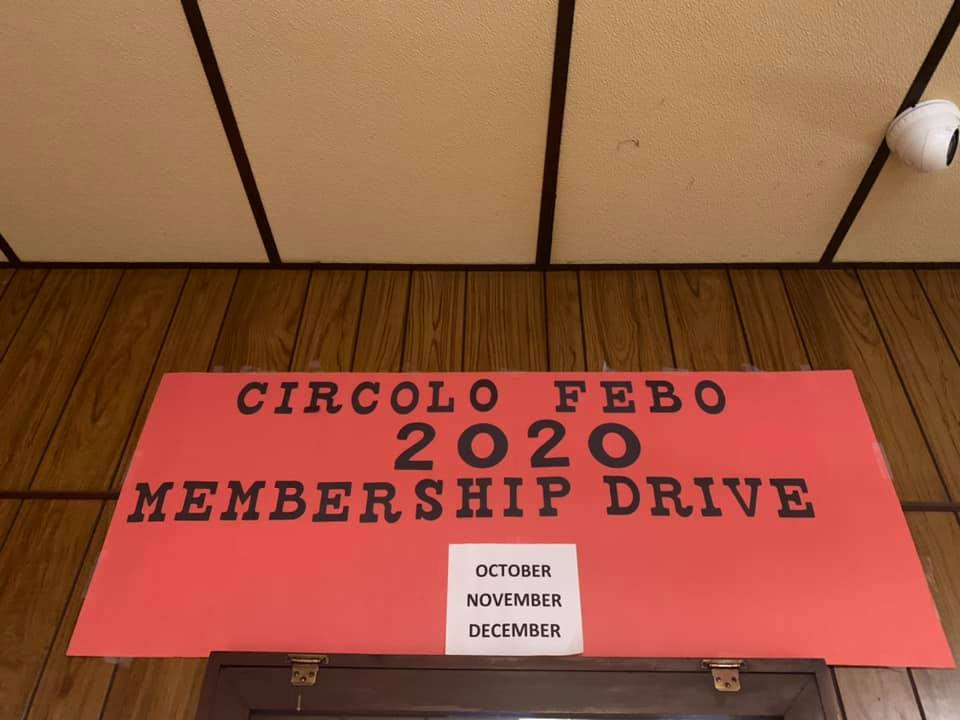 CIRCOLO FEBO
2020
MEMBERSHIP DRIVE
OCTOBER
NOVEMBER
DECEMBER